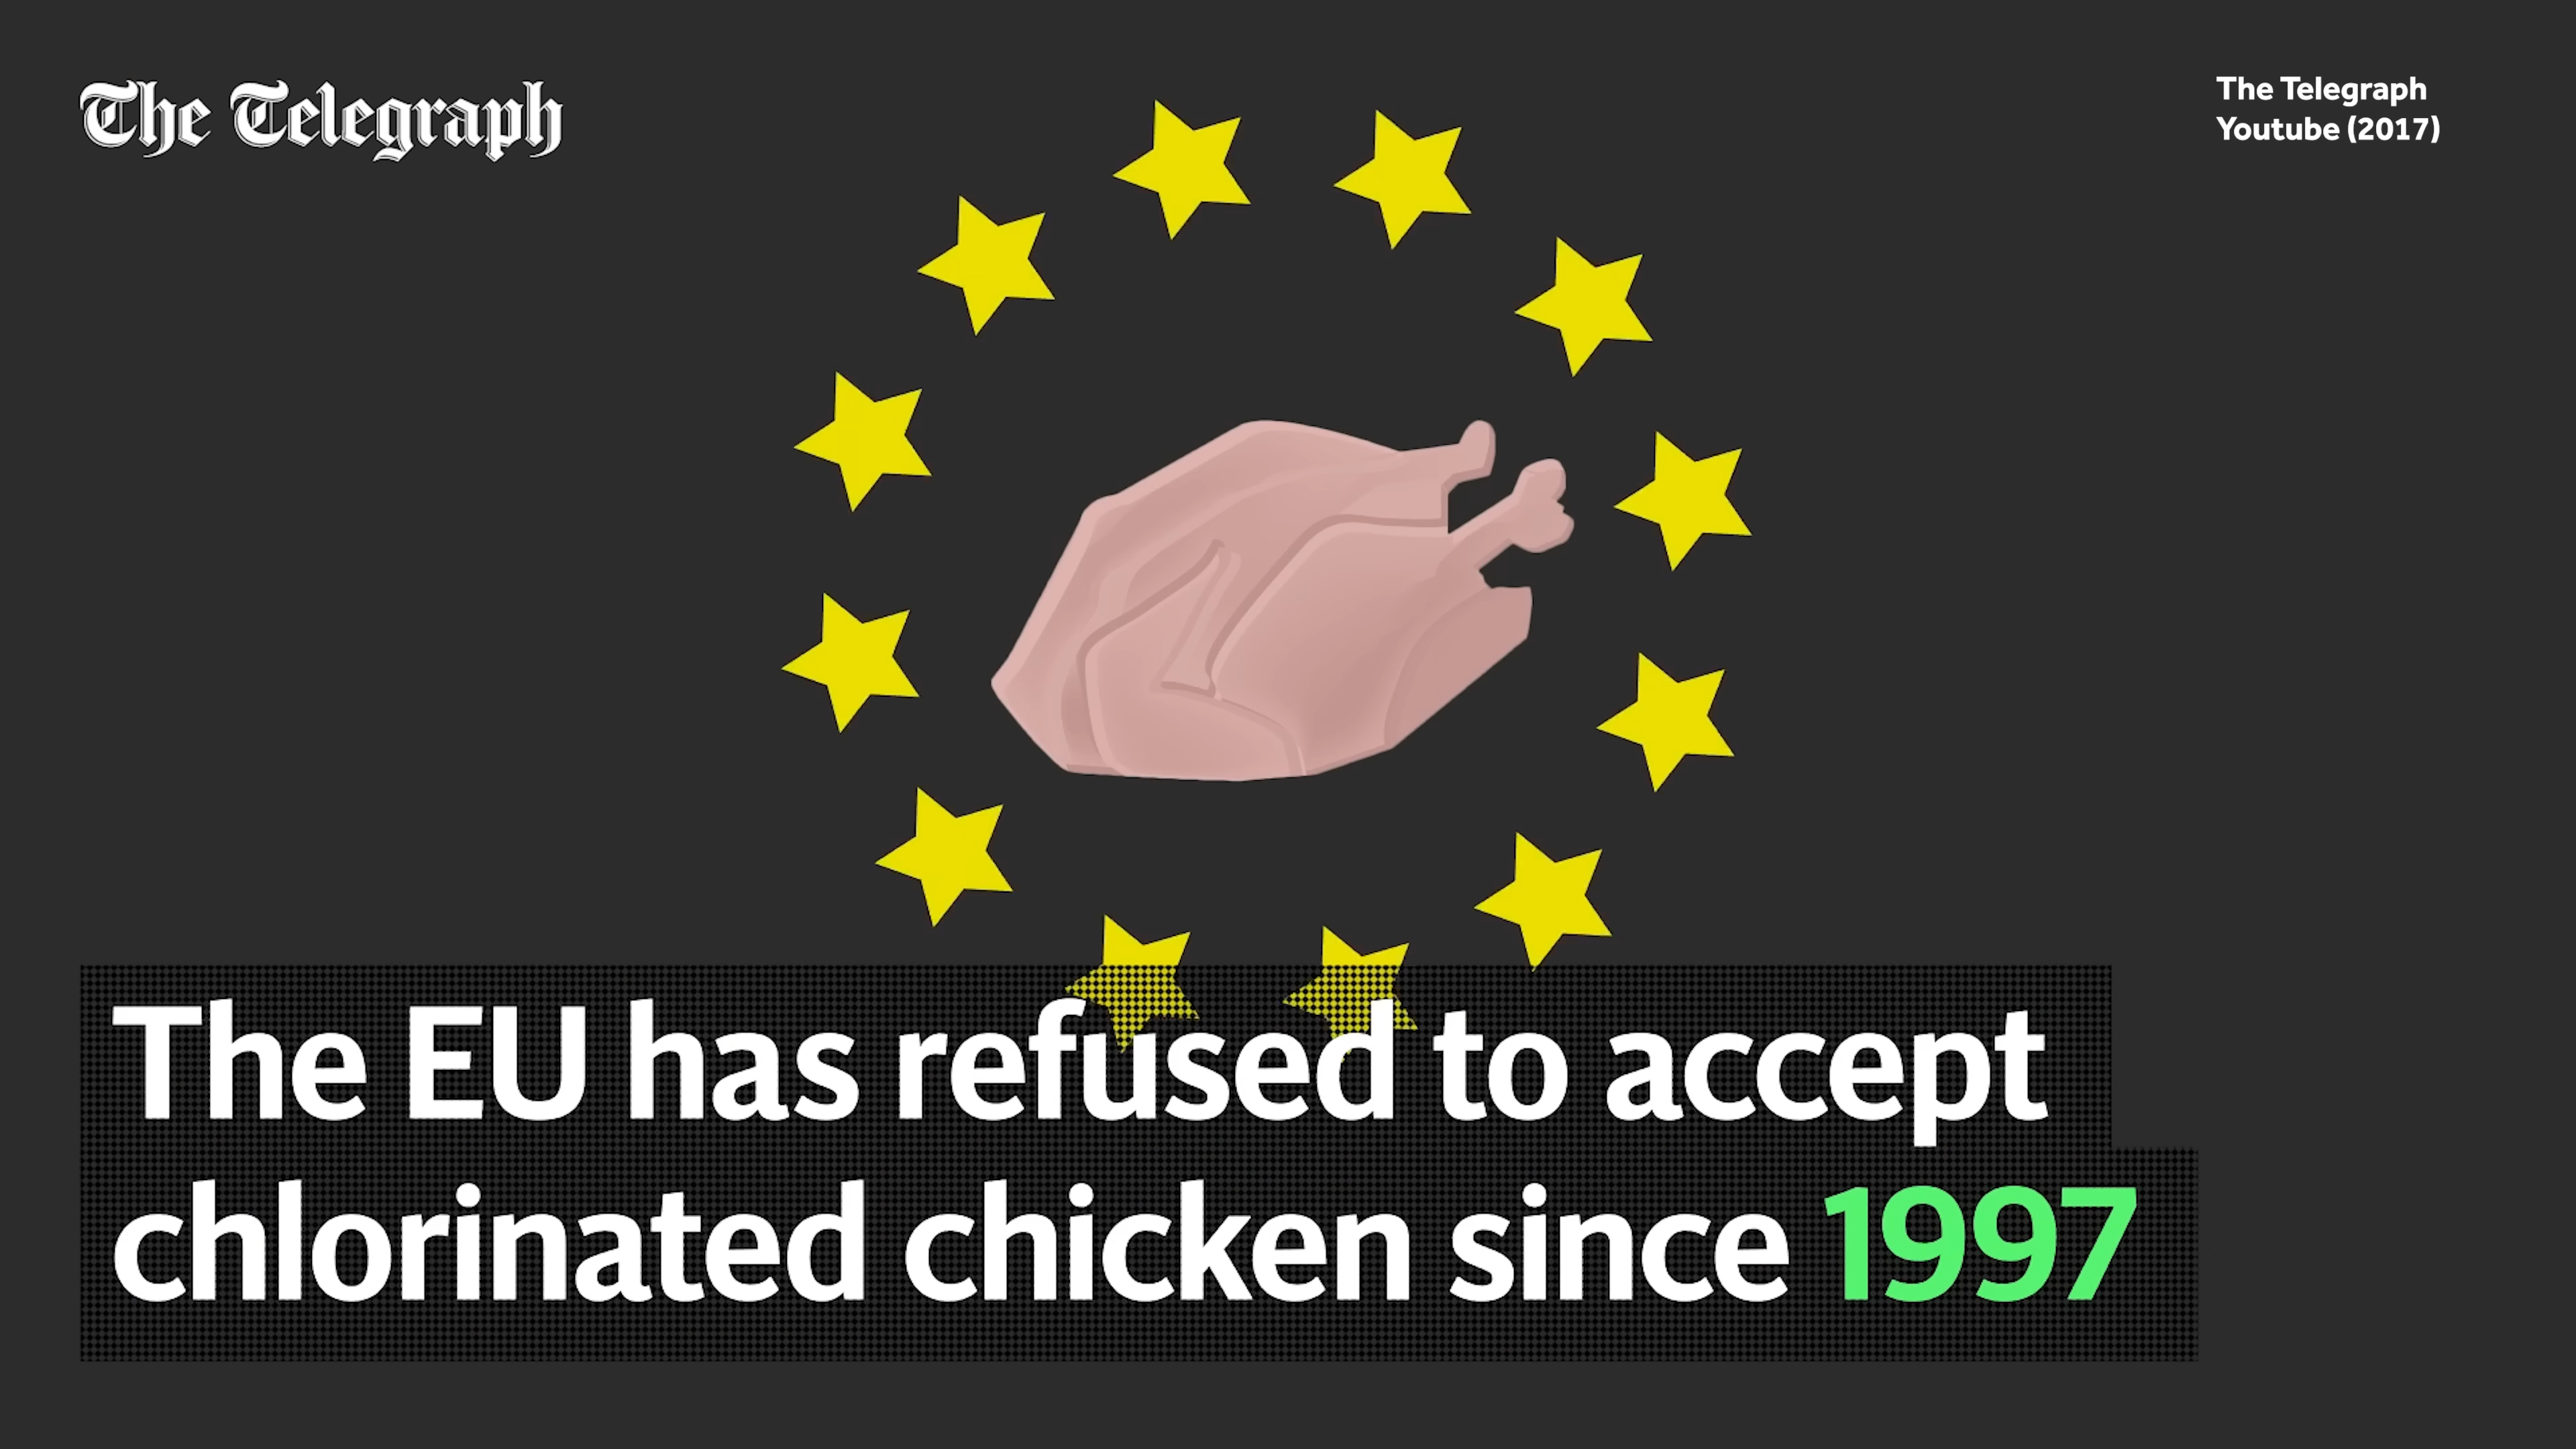 The Telegraph
The Telegraph
Youtube (2017)
The EU has refused to accept
chlorinated chicken since 1997